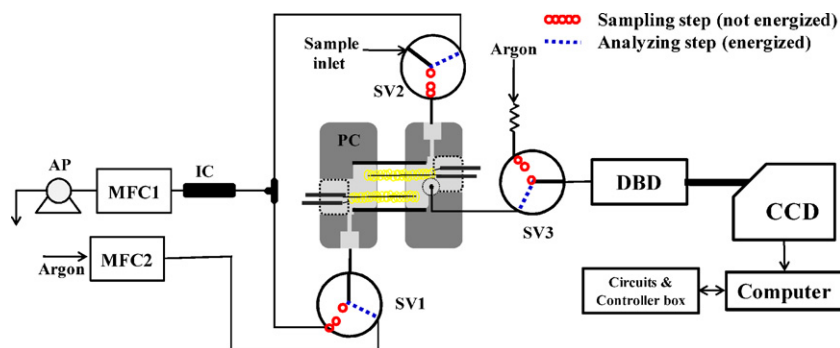 Sampling step (not energized)
Analyzing step (energized)
Sample
inlet
Argon
SV2
PC
AP
IC
MFC1
DBD
CCD
SV3
MFC2
Argon
SV1
Circuits &
Controller box
Computer